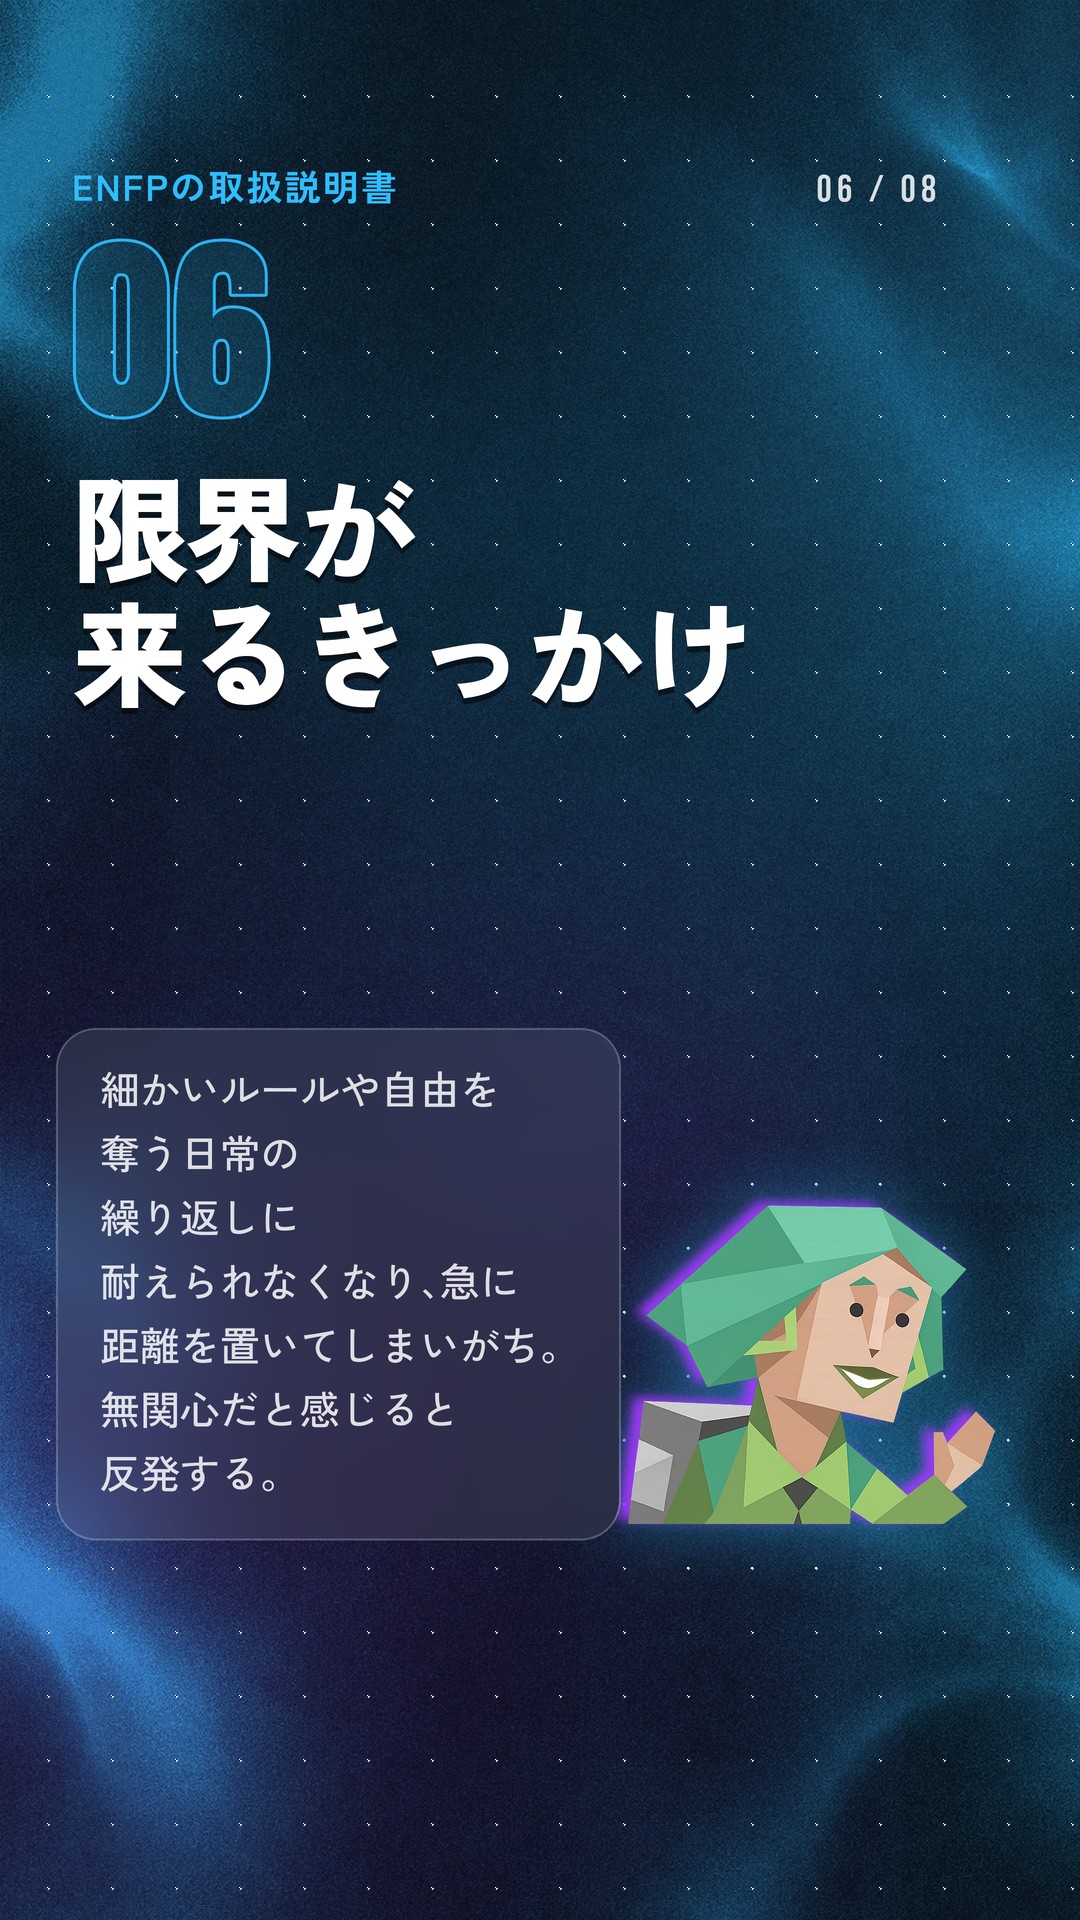 ENFPの取扱説明書
06 / 08
06
限界が
来るきっかけ
細かいルールや自由を
奪う日常の
繰り返しに
耐えられなくなり、急に
距離を置いてしまいがち。
無関心だと感じると
反発する。